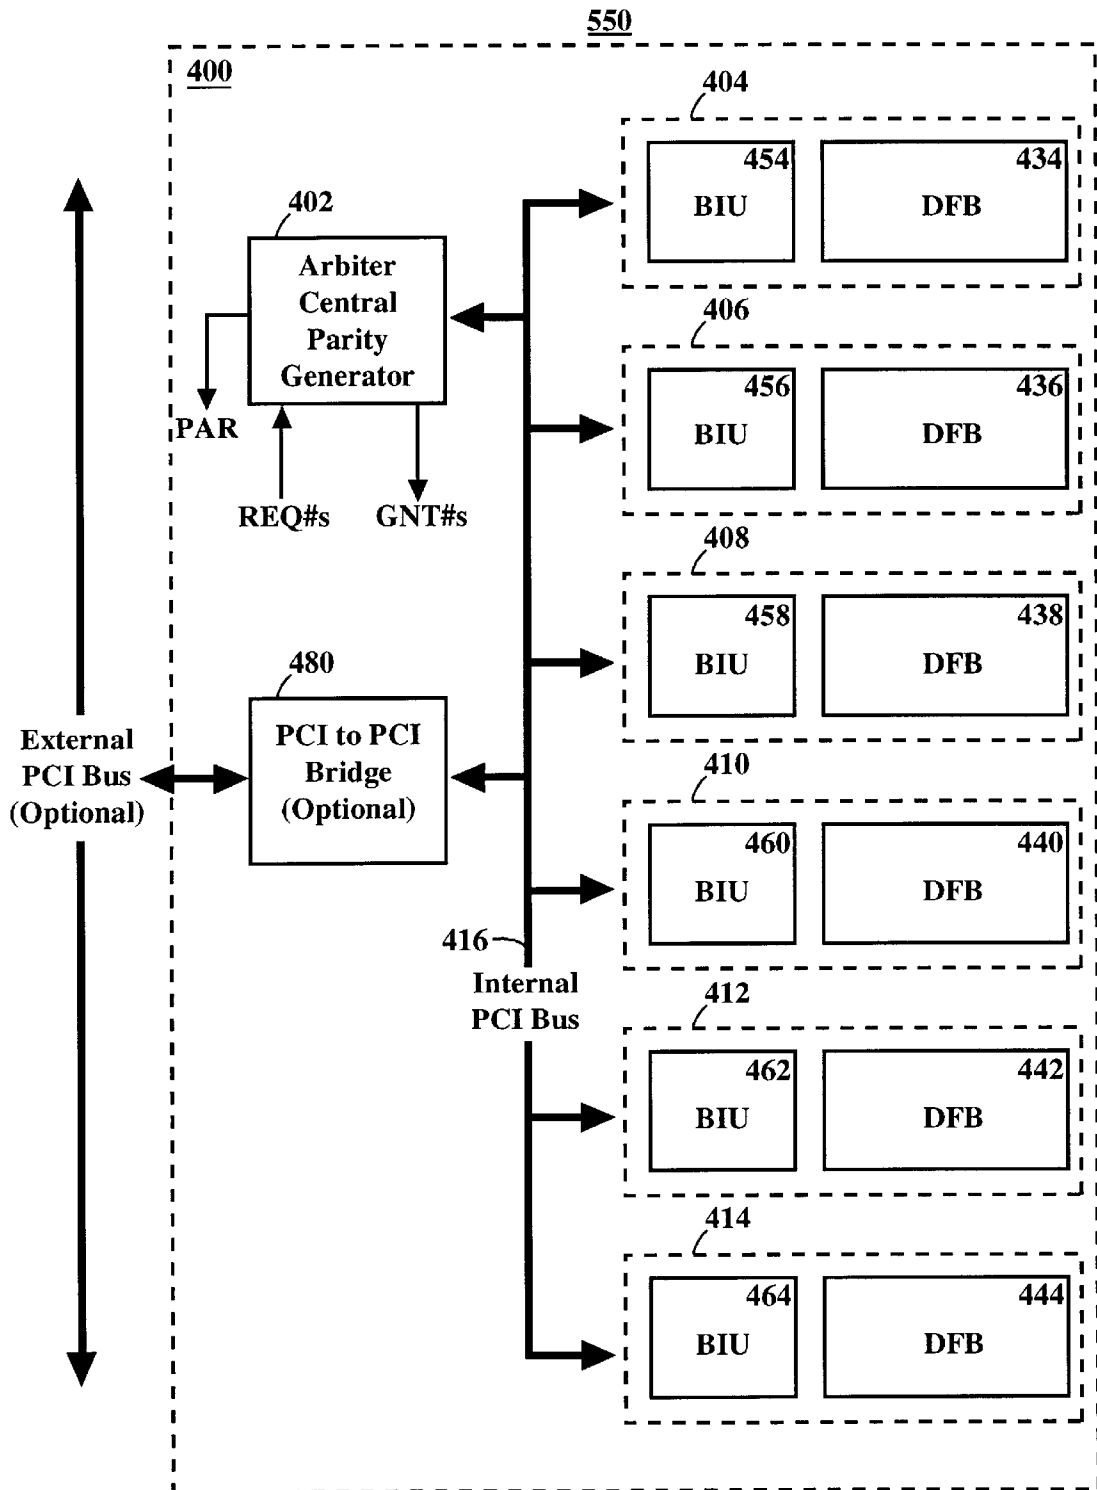 550
400
404
454
BIU
434
DFB
402
Arbiter
Central
Parity
Generator
PAR
REQ#s
GNT#s
406
456
BIU
436
DFB
408
458
BIU
438
DFB
480
PCI to PCI
Bridge
(Optional)
External
PCI Bus
(Optional)
410
460
BIU
440
DFB
416
Internal
PCI Bus
412
462
BIU
442
DFB
414
464
BIU
444
DFB